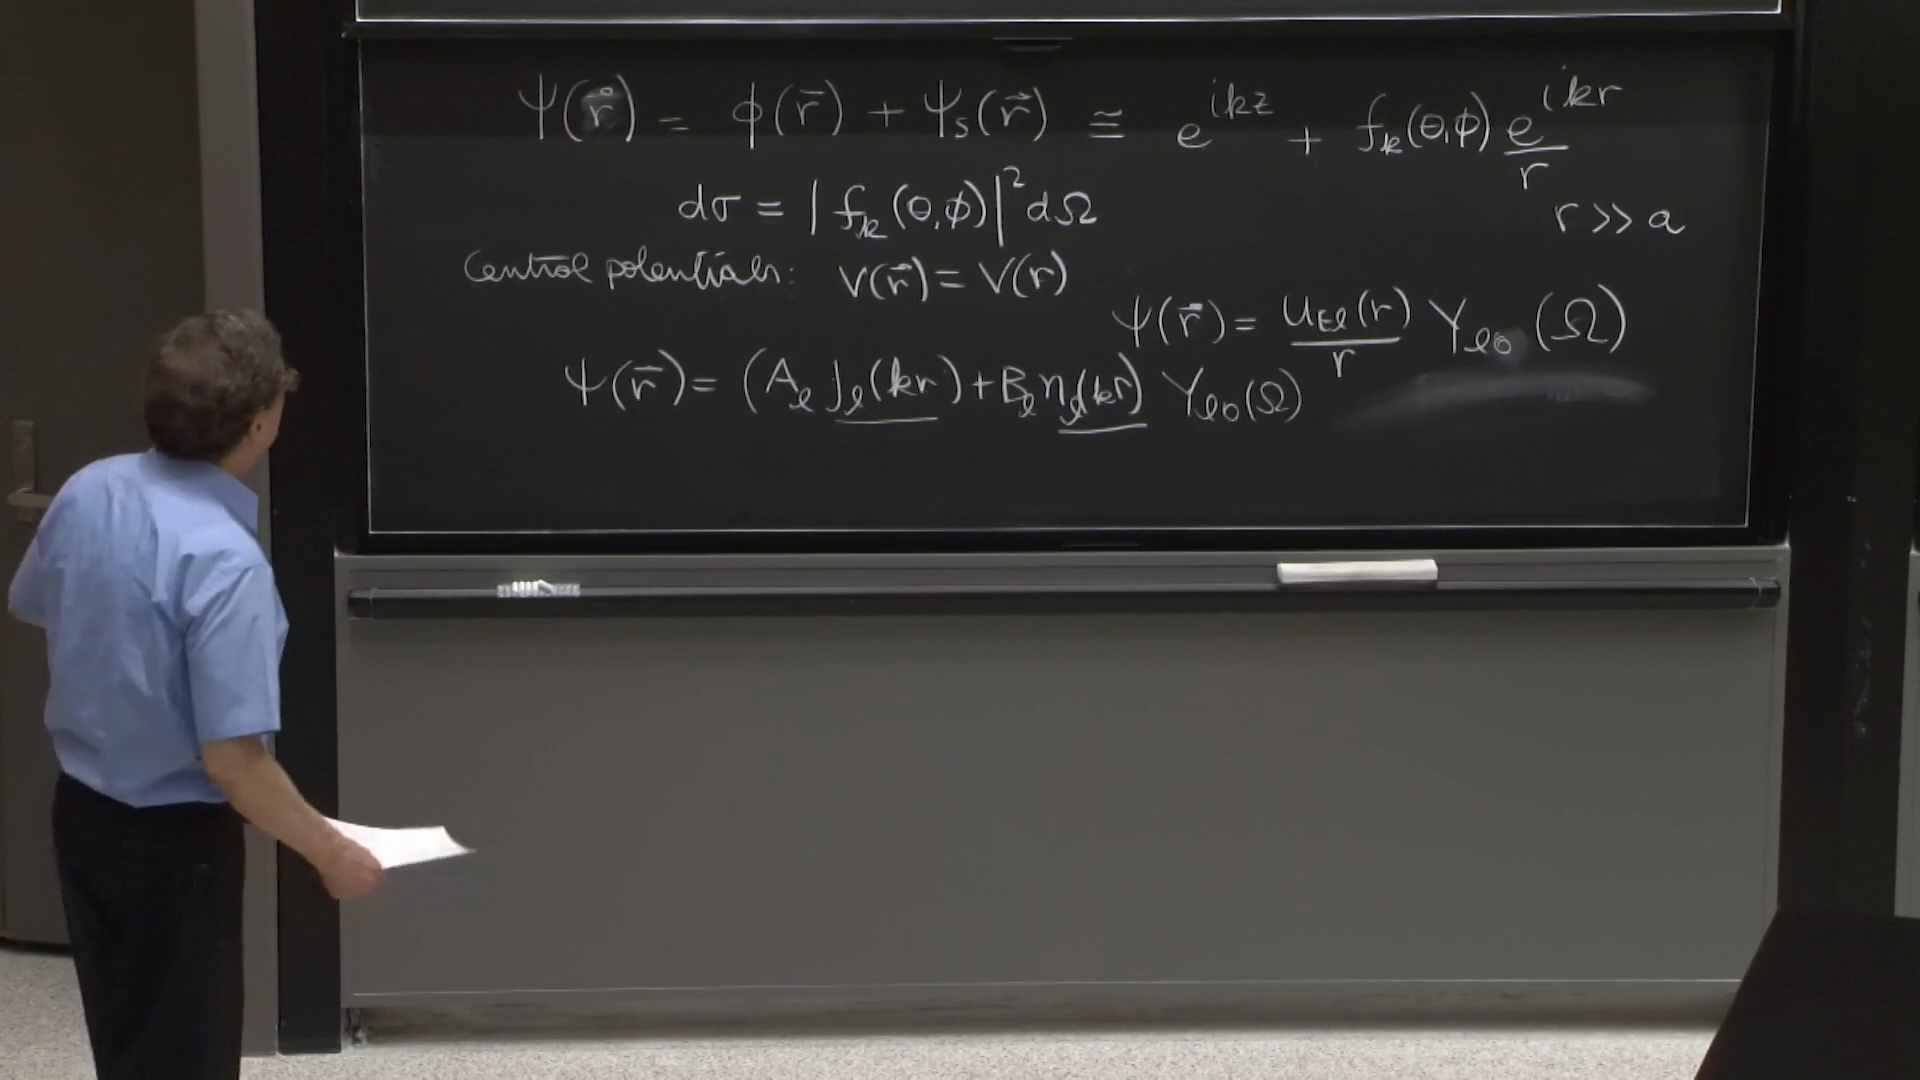 ψ(r⃗) = ϕ(r⃗) + ψ_s(r⃗) ≅ e^{ikz} + f_k(θ,ϕ) e^{ikr}/r
r >> a
dσ = |f_k(θ,ϕ)|² dΩ
Central potentials: V(r⃗) = V(r)
ψ(r⃗) = u_{Eℓ}(r)/r Y_{ℓ0}(Ω)
ψ(r⃗) = (A_ℓ j_ℓ(kr) + B_ℓ n_ℓ(kr)) Y_{ℓ0}(Ω)